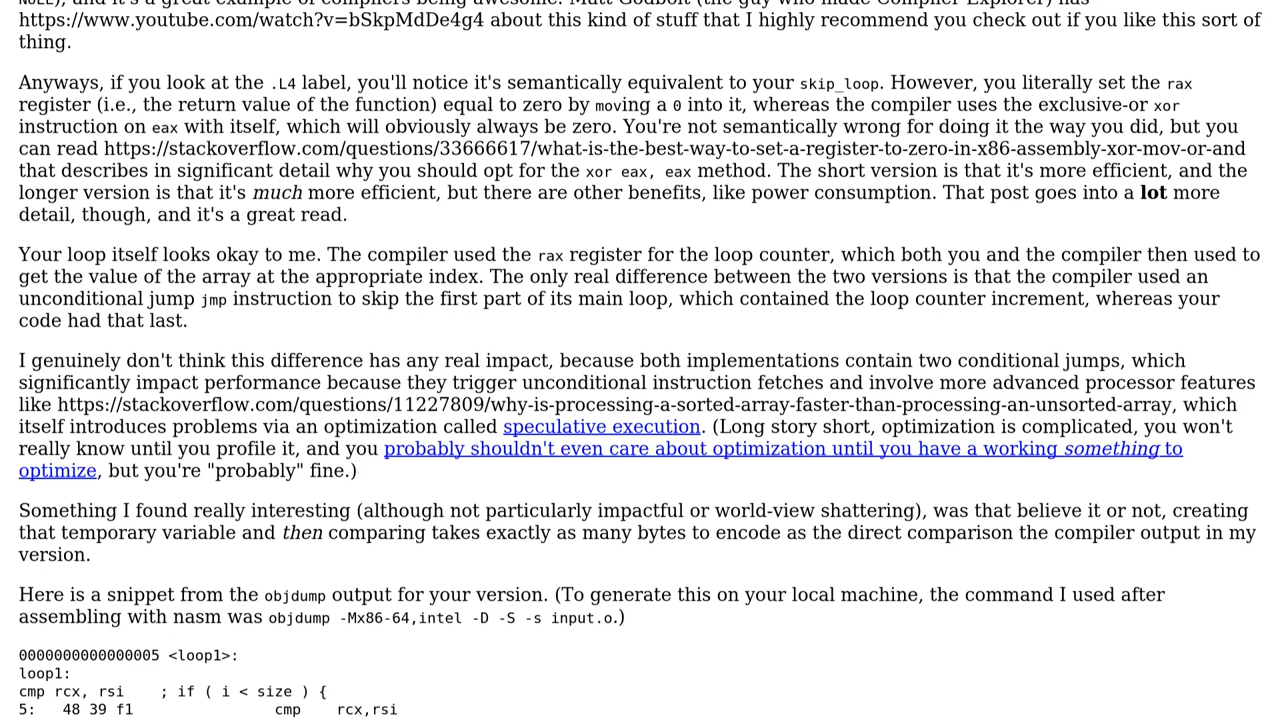 NULL), and it's a great example of compilers being awesome. Matt Godbolt (the guy who made Compiler Explorer) has
https://www.youtube.com/watch?v=bSkpMdDe4g4 about this kind of stuff that I highly recommend you check out if you like this sort of
thing.
Anyways, if you look at the .L4 label, you'll notice it's semantically equivalent to your skip_loop. However, you literally set the rax
register (i.e., the return value of the function) equal to zero by moving a 0 into it, whereas the compiler uses the exclusive-or xor
instruction on eax with itself, which will obviously always be zero. You're not semantically wrong for doing it the way you did, but you
can read https://stackoverflow.com/questions/33666617/what-is-the-best-way-to-set-a-register-to-zero-in-x86-assembly-xor-mov-or-and
that describes in significant detail why you should opt for the xor eax, eax method. The short version is that it's more efficient, and the
longer version is that it's much more efficient, but there are other benefits, like power consumption. That post goes into a lot more
detail, though, and it's a great read.
Your loop itself looks okay to me. The compiler used the rax register for the loop counter, which both you and the compiler then used to
get the value of the array at the appropriate index. The only real difference between the two versions is that the compiler used an
unconditional jump jmp instruction to skip the first part of its main loop, which contained the loop counter increment, whereas your
code had that last.
I genuinely don't think this difference has any real impact, because both implementations contain two conditional jumps, which
significantly impact performance because they trigger unconditional instruction fetches and involve more advanced processor features
like https://stackoverflow.com/questions/11227809/why-is-processing-a-sorted-array-faster-than-processing-an-unsorted-array, which
itself introduces problems via an optimization called speculative execution. (Long story short, optimization is complicated, you won't
really know until you profile it, and you probably shouldn't even care about optimization until you have a working something to
optimize, but you're "probably" fine.)
Something I found really interesting (although not particularly impactful or world-view shattering), was that believe it or not, creating
that temporary variable and then comparing takes exactly as many bytes to encode as the direct comparison the compiler output in my
version.
Here is a snippet from the objdump output for your version. (To generate this on your local machine, the command I used after
assembling with nasm was objdump -Mx86-64,intel -D -S -s input.o.)
0000000000000005 <loop1>:
loop1:
cmp rcx, rsi    ; if ( i < size ) {
5:   48 39 f1                cmp    rcx,rsi